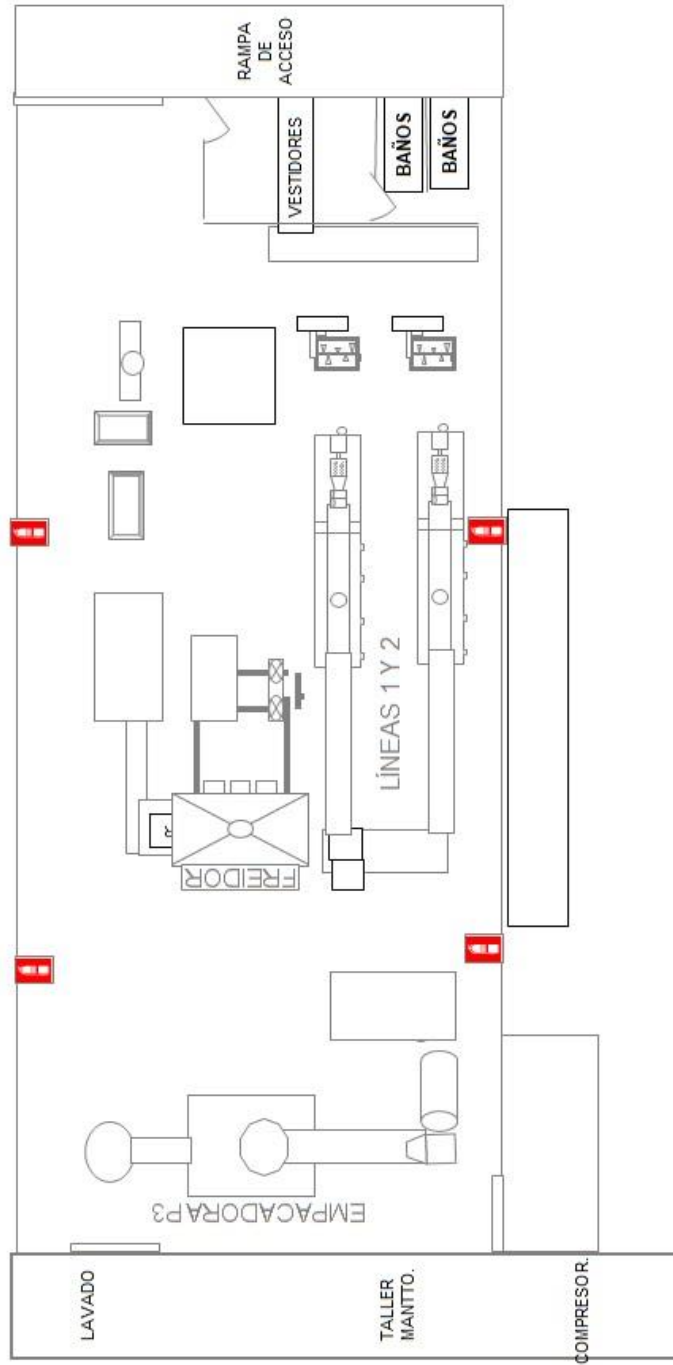 RAMPA
DE
ACCESO
VESTIDORES
BAÑOS
BAÑOS
LÍNEAS 1 Y 2
FREIDOR
EMPACADORA P3
LAVADO
TALLER
MANTTO.
COMPRESOR.